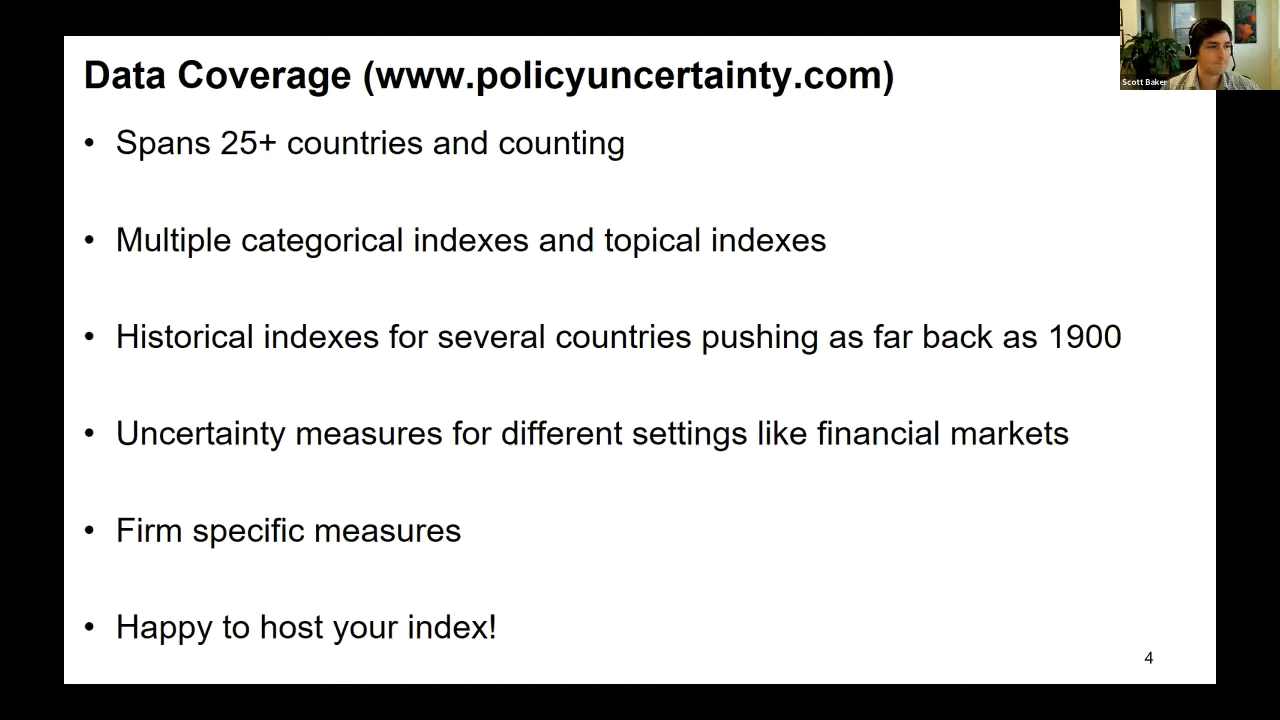 Data Coverage (www.policyuncertainty.com)
• Spans 25+ countries and counting
• Multiple categorical indexes and topical indexes
• Historical indexes for several countries pushing as far back as 1900
• Uncertainty measures for different settings like financial markets
• Firm specific measures
• Happy to host your index!
4
Scott Baker